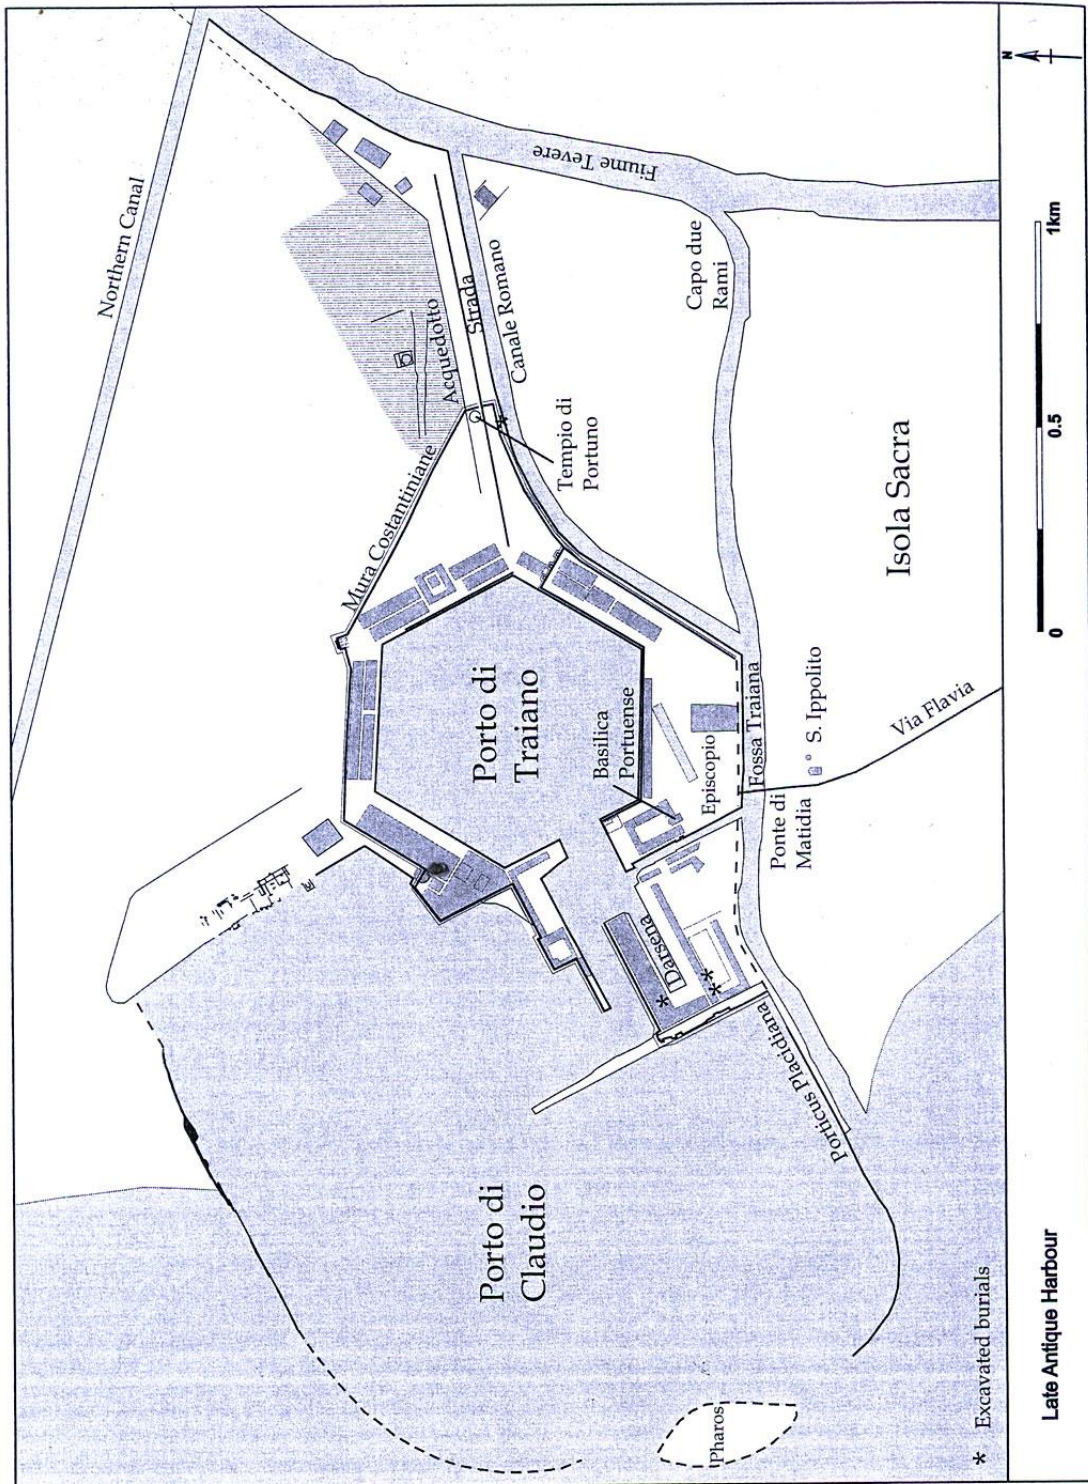 Northern Canal
Fiume Tevere
Acquedotto
Strada
Canale Romano
Capo due
Rami
Mura Costantiniane
Tempio di
Portuno
Porto di
Traiano
Basilica
Portuense
Episcopio
Fossa Traiana
Isola Sacra
S. Ippolito
Via Flavia
Ponte di
Matidia
Darsena
Porticus Placidiana
Porto di
Claudio
Pharos
* Excavated burials
Late Antique Harbour
0 0.5 1km
N